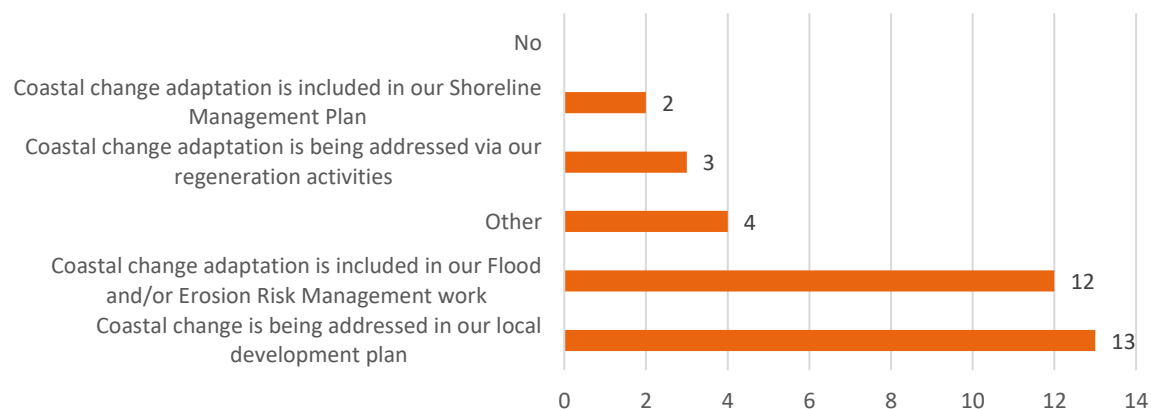 No
Coastal change adaptation is included in our Shoreline
Management Plan
2
Coastal change adaptation is being addressed via our
regeneration activities
3
Other
4
Coastal change adaptation is included in our Flood
and/or Erosion Risk Management work
12
Coastal change is being addressed in our local
development plan
13
0 2 4 6 8 10 12 14